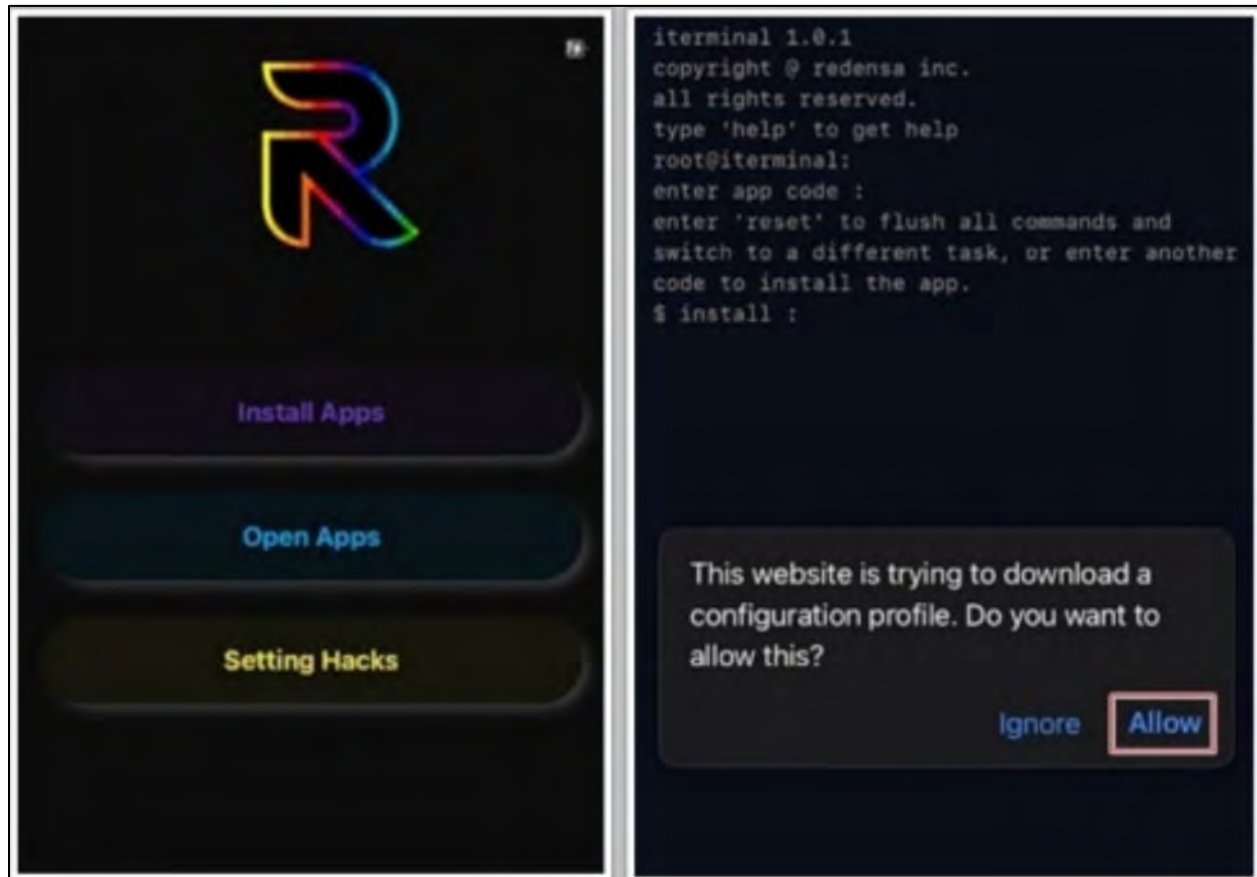 Install Apps
Open Apps
Setting Hacks
iterminal 1.0.1
copyright @ redensa inc.
all rights reserved.
type 'help' to get help
root@iterminal:
enter app code :
enter 'reset' to flush all commands and
switch to a different task, or enter another
code to install the app.
$ install :
This website is trying to download a
configuration profile. Do you want to
allow this?
Ignore Allow